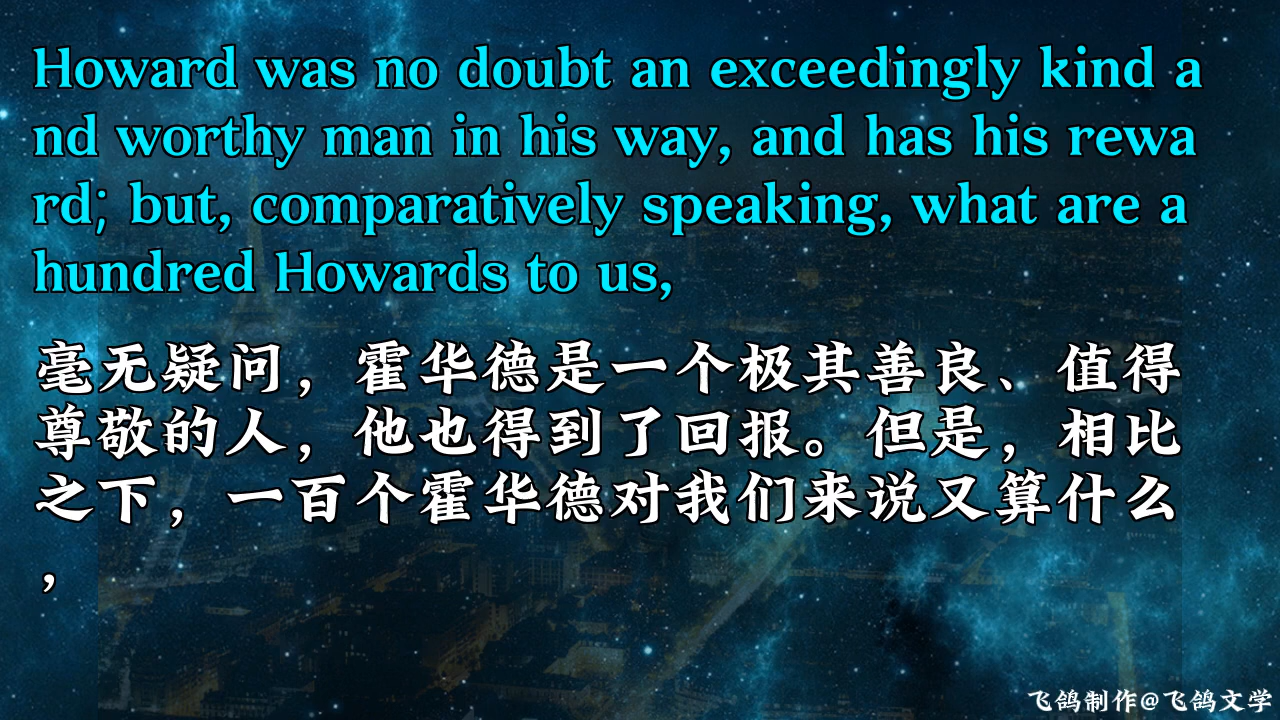 Howard was no doubt an exceedingly kind a
nd worthy man in his way, and has his rewa
rd; but, comparatively speaking, what are a
hundred Howards to us,
毫无疑问，霍华德是一个极其善良、值得
尊敬的人，他也得到了回报。但是，相比
之下，一百个霍华德对我们来说又算什么
，
飞鸽制作@飞鸽文学